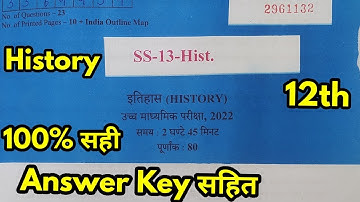 No. of Questions – 23
No. of Printed Pages – 10 + India Outline Map
2961132
History
SS-13-Hist.
12th
इतिहास (HISTORY)
उच्च माध्यमिक परीक्षा, 2022
समय : 2 घण्टे 45 मिनट
पूर्णांक : 80
100% सही
Answer Key सहित